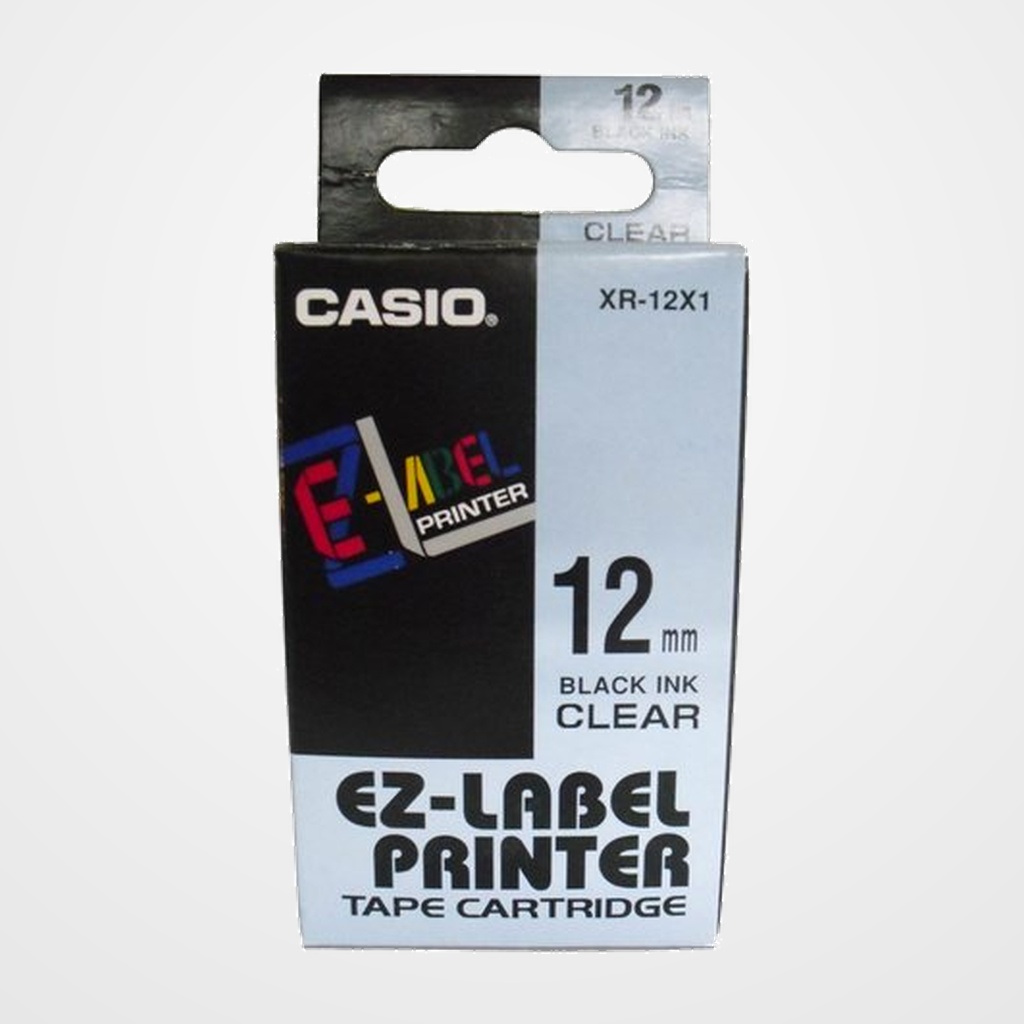 12 mm
BLACK INK
CLEAR
CASIO®
XR-12X1
EZ-LABEL
PRINTER
12 mm
BLACK INK
CLEAR
EZ-LABEL
PRINTER
TAPE CARTRIDGE